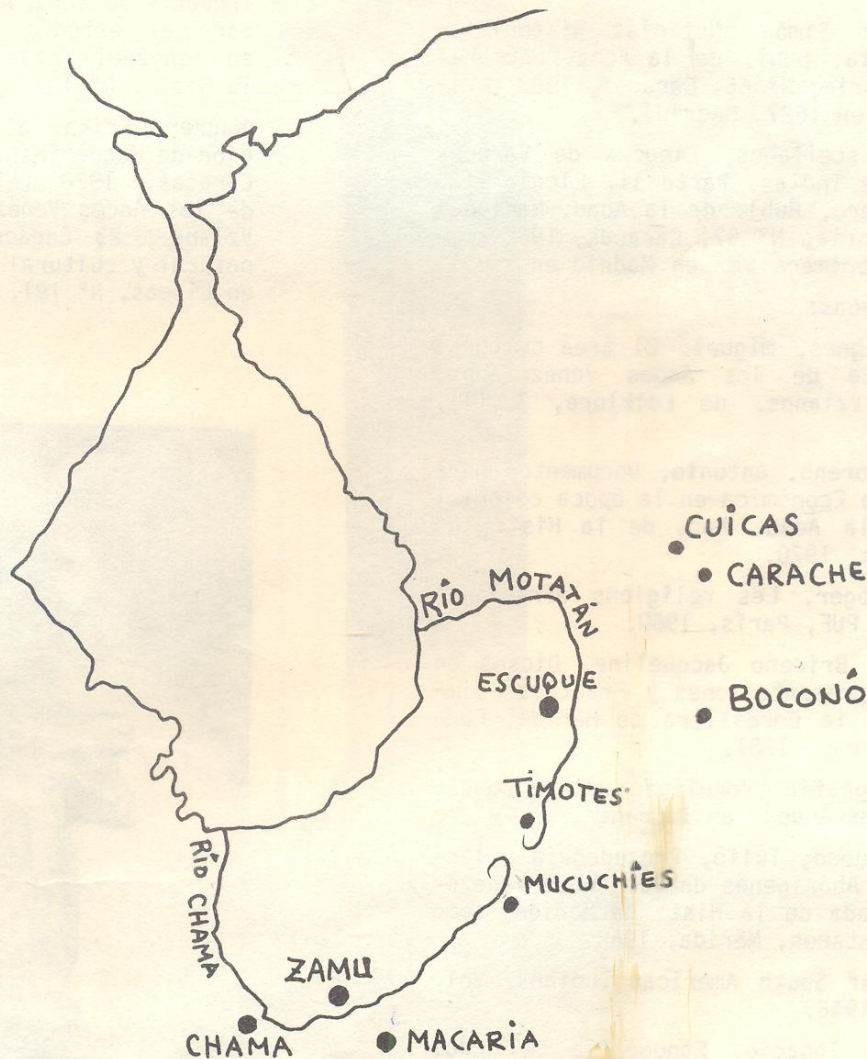 CUICAS
CARACHE
RÍO MOTATÁN
ESCUQUE
BOCONÓ
TIMOTES
MUCUCHÍES
RÍO CHAMA
ZAMU
CHAMA
MACARIA